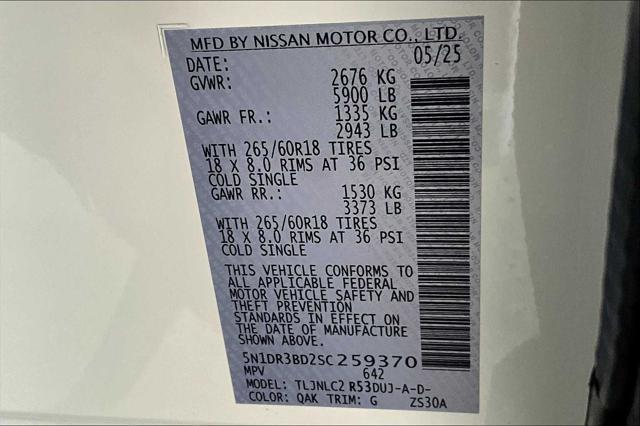 MFD BY NISSAN MOTOR CO., LTD.
DATE: 05/25
GVWR: 2676 KG
5900 LB
GAWR FR.: 1335 KG
2943 LB
WITH 265/60R18 TIRES
18 X 8.0 RIMS AT 36 PSI
COLD SINGLE
GAWR RR.: 1530 KG
3373 LB
WITH 265/60R18 TIRES
18 X 8.0 RIMS AT 36 PSI
COLD SINGLE
THIS VEHICLE CONFORMS TO
ALL APPLICABLE FEDERAL
MOTOR VEHICLE SAFETY AND
THEFT PREVENTION
STANDARDS IN EFFECT ON
THE DATE OF MANUFACTURE
SHOWN ABOVE.
5N1DR3BD2SC259370
MPV 642
MODEL: TLJNLC2 R53DUJ-A-D-
COLOR: QAK TRIM: G ZS30A